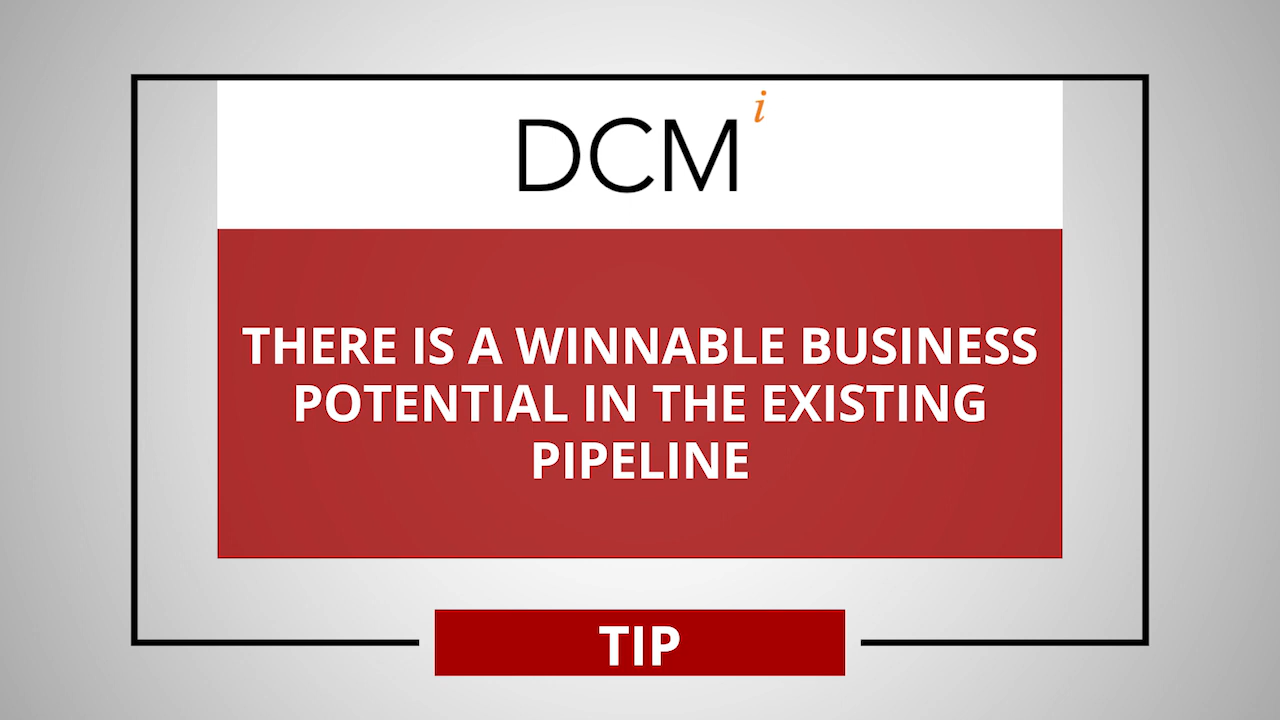 DCM i
THERE IS A WINNABLE BUSINESS
POTENTIAL IN THE EXISTING
PIPELINE
TIP